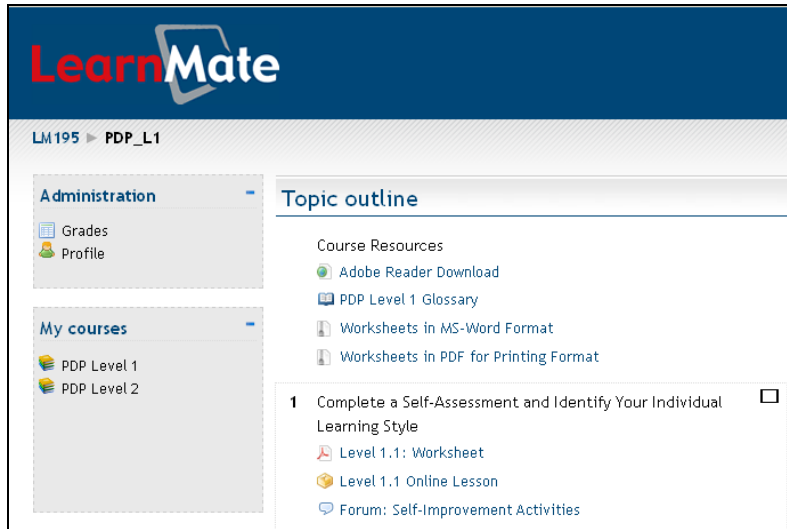 LearnMate
LM195 ► PDP_L1
Administration
Grades
Profile
My courses
PDP Level 1
PDP Level 2
Topic outline
Course Resources
Adobe Reader Download
PDP Level 1 Glossary
Worksheets in MS-Word Format
Worksheets in PDF for Printing Format
1 Complete a Self-Assessment and Identify Your Individual
Learning Style
Level 1.1: Worksheet
Level 1.1 Online Lesson
Forum: Self-Improvement Activities